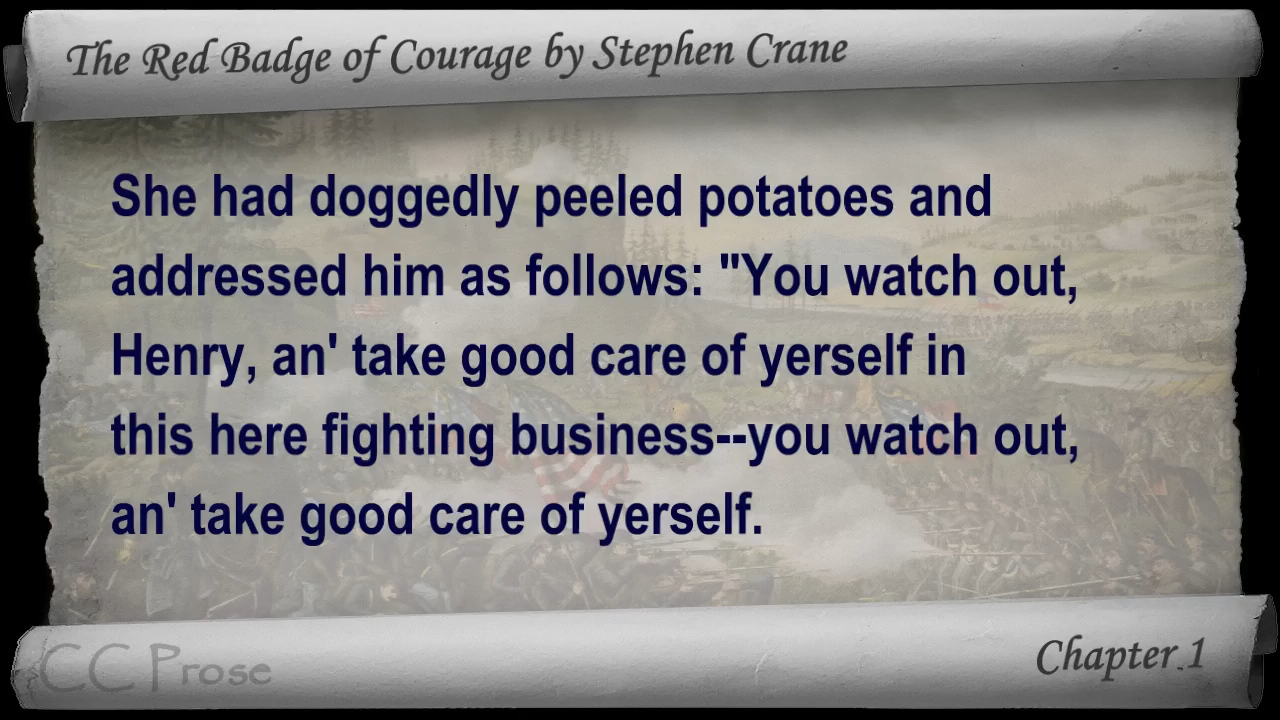 The Red Badge of Courage by Stephen Crane
She had doggedly peeled potatoes and
addressed him as follows: "You watch out,
Henry, an' take good care of yerself in
this here fighting business--you watch out,
an' take good care of yerself.
CC Prose
Chapter 1